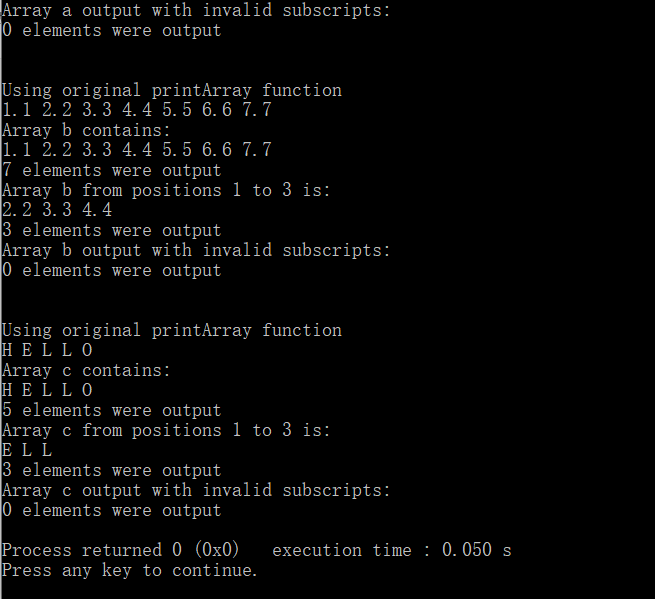 Array a output with invalid subscripts:
0 elements were output
Using original printArray function
1.1 2.2 3.3 4.4 5.5 6.6 7.7
Array b contains:
1.1 2.2 3.3 4.4 5.5 6.6 7.7
7 elements were output
Array b from positions 1 to 3 is:
2.2 3.3 4.4
3 elements were output
Array b output with invalid subscripts:
0 elements were output
Using original printArray function
H E L L O
Array c contains:
H E L L O
5 elements were output
Array c from positions 1 to 3 is:
E L L
3 elements were output
Array c output with invalid subscripts:
0 elements were output
Process returned 0 (0x0)   execution time : 0.050 s
Press any key to continue.